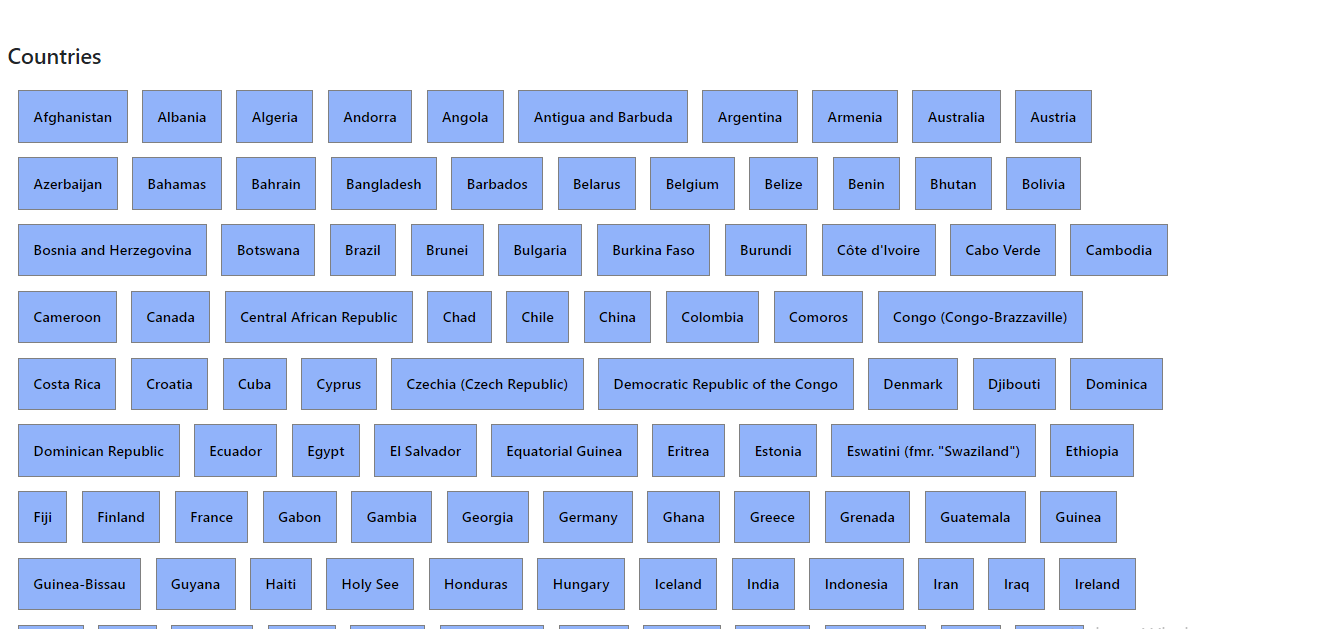 Countries
Afghanistan Albania Algeria Andorra Angola Antigua and Barbuda Argentina Armenia Australia Austria
Azerbaijan Bahamas Bahrain Bangladesh Barbados Belarus Belgium Belize Benin Bhutan Bolivia
Bosnia and Herzegovina Botswana Brazil Brunei Bulgaria Burkina Faso Burundi Côte d'Ivoire Cabo Verde Cambodia
Cameroon Canada Central African Republic Chad Chile China Colombia Comoros Congo (Congo-Brazzaville)
Costa Rica Croatia Cuba Cyprus Czechia (Czech Republic) Democratic Republic of the Congo Denmark Djibouti Dominica
Dominican Republic Ecuador Egypt El Salvador Equatorial Guinea Eritrea Estonia Eswatini (fmr. "Swaziland") Ethiopia
Fiji Finland France Gabon Gambia Georgia Germany Ghana Greece Grenada Guatemala Guinea
Guinea-Bissau Guyana Haiti Holy See Honduras Hungary Iceland India Indonesia Iran Iraq Ireland